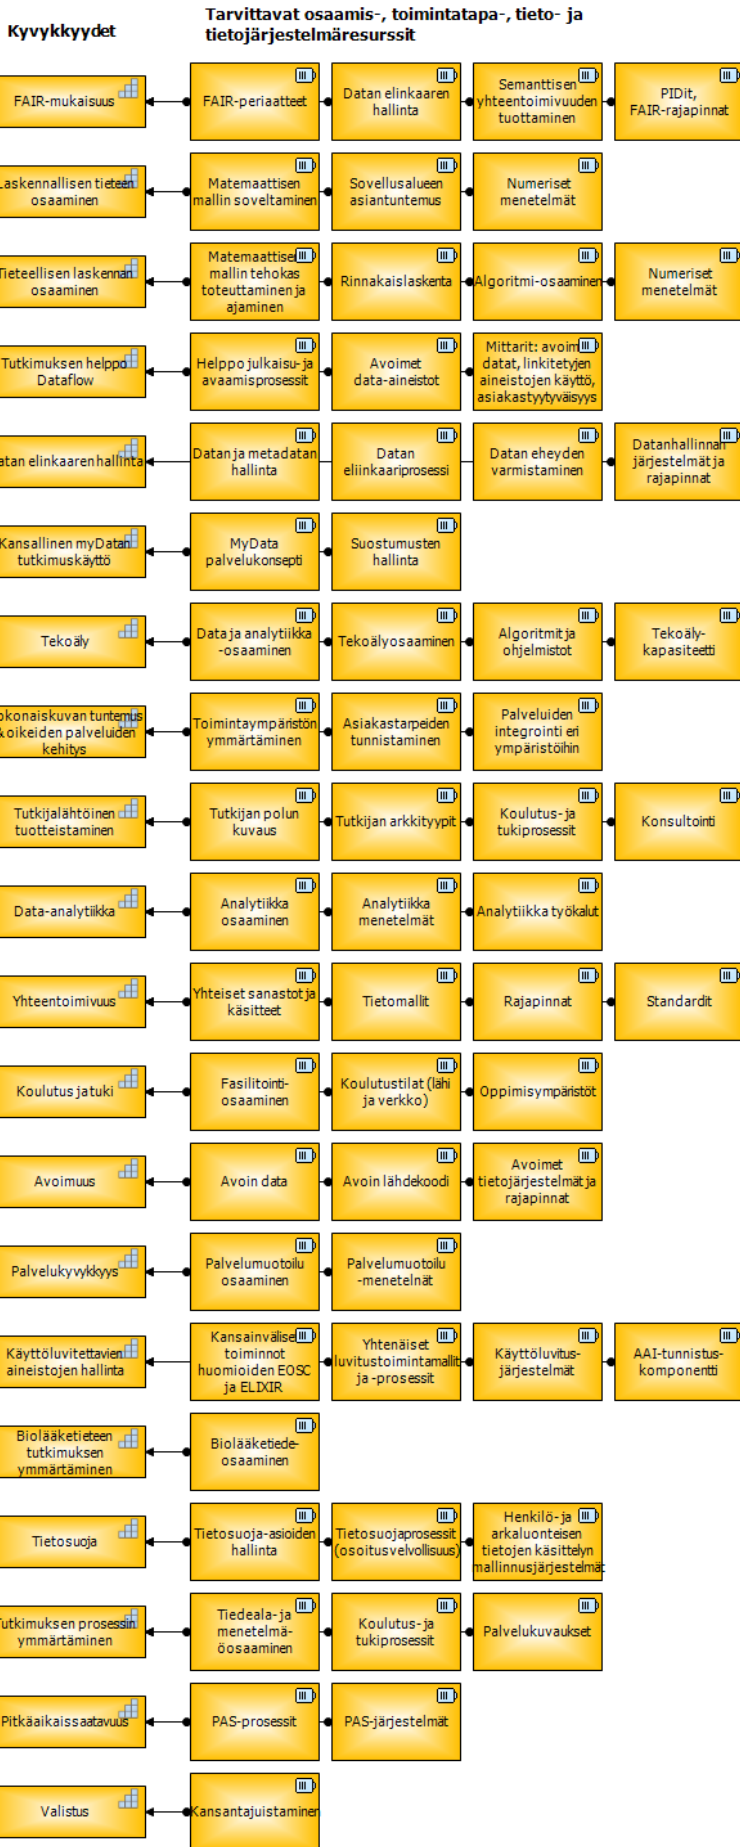 Kyvykkyydet
Tarvittavat osaamis-, toimintatapa-, tieto- ja
tietojärjestelmäresurssit
FAIR-mukaisuus
FAIR-periaatteet
Datan elinkaaren
hallinta
Semanttisen
yhteentoimivuuden
tuottaminen
PIDit,
FAIR-rajapinnat
Laskennallisen tieteen
osaaminen
Matemaattisen
mallin soveltaminen
Sovellusalueen
asiantuntemus
Numeriset
menetelmät
Tieteellisen laskennan
osaaminen
Matemaattisen
mallin tehokas
toteuttaminen ja
ajaminen
Rinnakaislaskenta
Algoritmi-osaaminen
Numeriset
menetelmät
Tutkimuksen helppo
Dataflow
Helppo julkaisu- ja
avaamisprosessit
Avoimet
data-aineistot
Mittarit: avoimet
datat, linkitetyjen
aineistojen käyttö,
asiakastyytyväisyys
atan elinkaaren hallinta
Datan ja metadatan
hallinta
Datan
eliinkaariprosessi
Datan eheyden
varmistaminen
Datanhallinnan
järjestelmät ja
rajapinnat
Kansallinen myDatan
tutkimuskäyttö
MyData
palvelukonsepti
Suostumusten
hallinta
Tekoäly
Data ja analytiikka
-osaaminen
Tekoälyosaaminen
Algoritmit ja
ohjelmistot
Tekoäly-
kapasiteetti
okonaiskuvan tuntemus
& oikeiden palveluiden
kehitys
Toimintaympäristön
ymmärtäminen
Asiakastarpeiden
tunnistaminen
Palveluiden
integrointi eri
ympäristöihin
Tutkijalähtöinen
tuotteistaminen
Tutkijan polun
kuvaus
Tutkijan arkkityypit
Koulutus- ja
tukiprosessit
Konsultointi
Data-analytiikka
Analytiikka
osaaminen
Analytiikka
menetelmät
Analytiikka työkalut
Yhteentoimivuus
Yhteiset sanastot ja
käsitteet
Tietomallit
Rajapinnat
Standardit
Koulutus ja tuki
Fasilitointi-
osaaminen
Koulutustilat (lähi
ja verkko)
Oppimisympäristöt
Avoimuus
Avoin data
Avoin lähdekoodi
Avoimet
tietojärjestelmät ja
rajapinnat
Palvelukyvykkyys
Palvelumuotoilu
osaaminen
Palvelumuotoilu
-menetelnät
Käyttöluvitettavien
aineistojen hallinta
Kansainväliset
toiminnot
huomioiden EOSC
ja ELIXIR
Yhtenäiset
luvitustoimintamallit
ja -prosessit
Käyttöluvitus-
järjestelmät
AAI-tunnistus-
komponentti
Biolääketieteen
tutkimuksen
ymmärtäminen
Biolääketiede-
osaaminen
Tietosuoja
Tietosuoja-asioiden
hallinta
Tietosuojaprosessit
(osoitusvelvollisuus)
Henkilö- ja
arkaluonteisen
tietojen käsittelyn
mallinnusjärjestelmät
Tutkimuksen prosessin
ymmärtäminen
Tiedeala- ja
menetelmä-
öosaaminen
Koulutus- ja
tukiprosessit
Palvelukuvaukset
Pitkäaikaissaatavuus
PAS-prosessit
PAS-järjestelmät
Valistus
Kansantajuistaminen